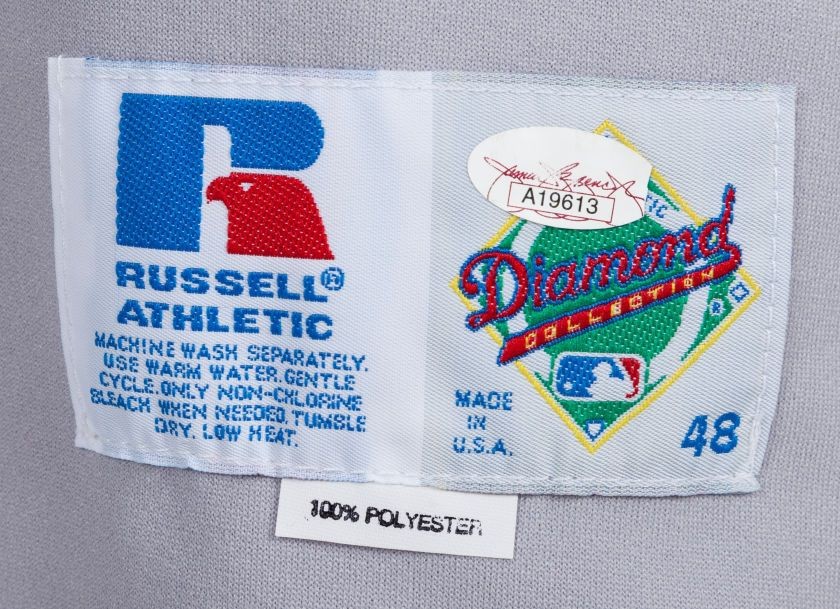 RUSSELL®
ATHLETIC
MACHINE WASH SEPARATELY.
USE WARM WATER. GENTLE
CYCLE. ONLY NON-CHLORINE
BLEACH WHEN NEEDED. TUMBLE
DRY. LOW HEAT.
A19613
TIC
Diamond
COLLECTION
®
MADE
IN
U.S.A.
48
100% POLYESTER